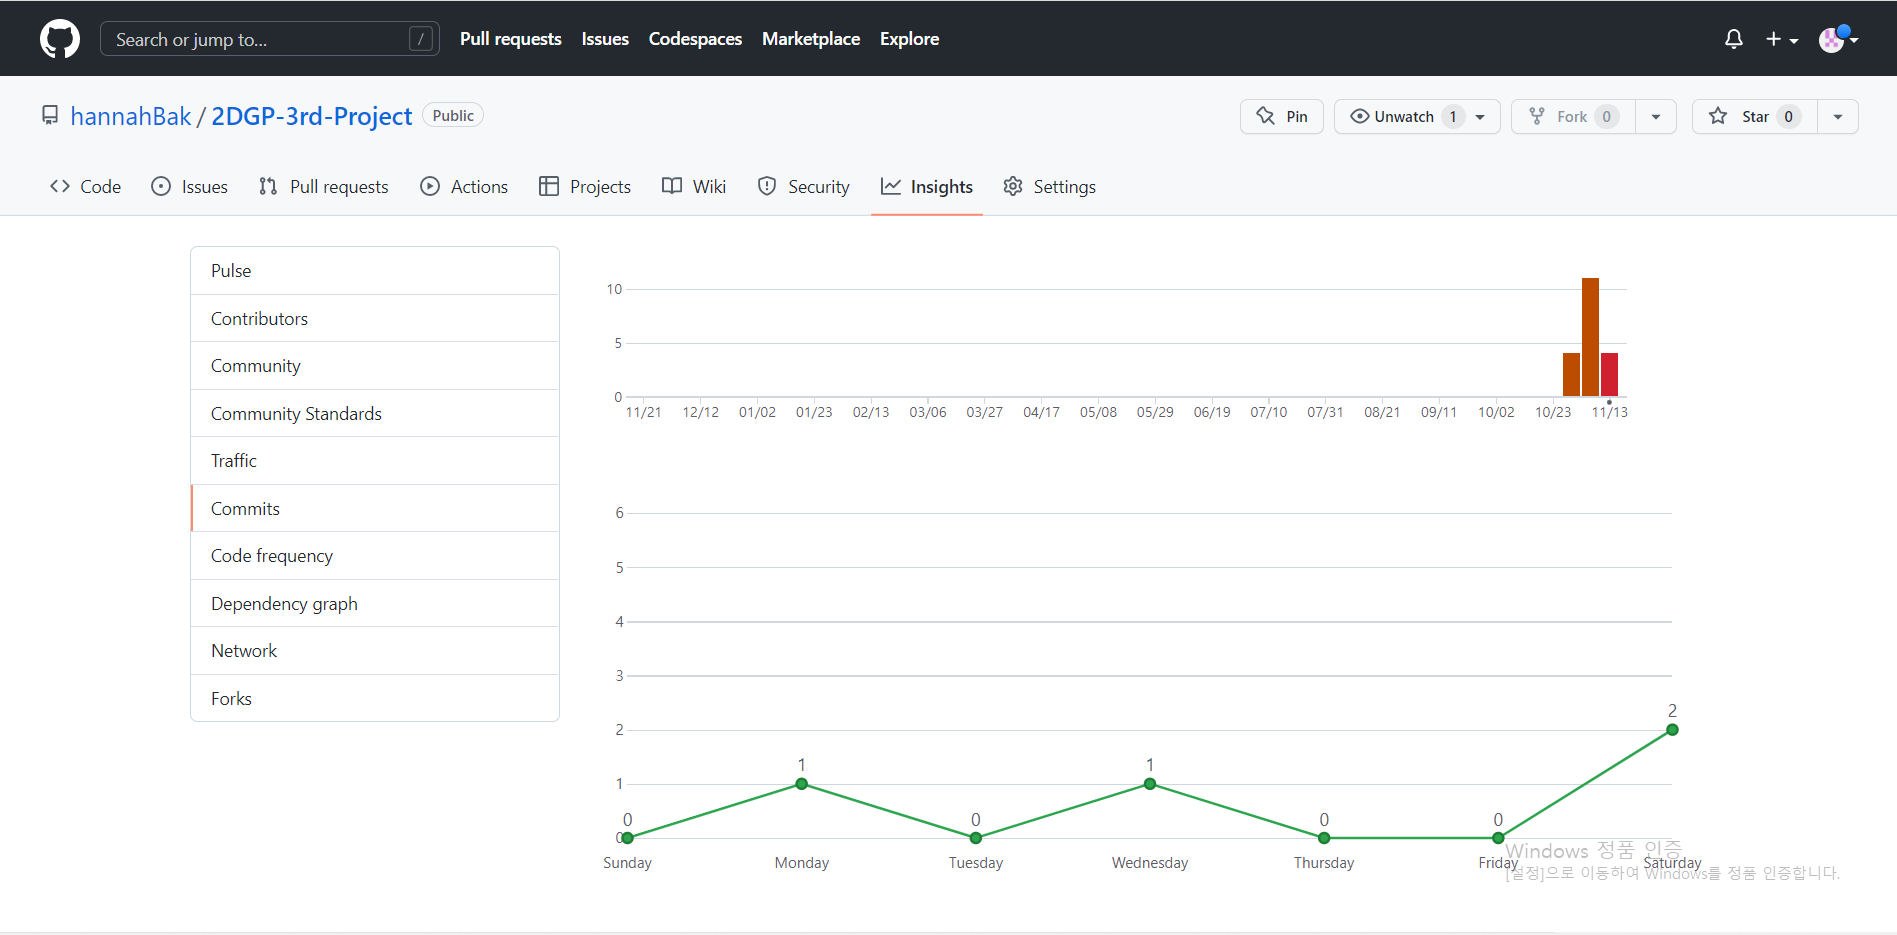 Search or jump to... /
Pull requests Issues Codespaces Marketplace Explore
hannahBak / 2DGP-3rd-Project Public
Pin Unwatch 1 Fork 0 Star 0
Code Issues Pull requests Actions Projects Wiki Security Insights Settings
Pulse
Contributors
Community
Community Standards
Traffic
Commits
Code frequency
Dependency graph
Network
Forks
10
5
0
11/21 12/12 01/02 01/23 02/13 03/06 03/27 04/17 05/08 05/29 06/19 07/10 07/31 08/21 09/11 10/02 10/23 11/13
6
5
4
3
2
1
0
0 1 0 1 0 0 2
Sunday Monday Tuesday Wednesday Thursday Friday Saturday
Windows 정품 인증
[설정]으로 이동하여 Windows를 정품 인증합니다.